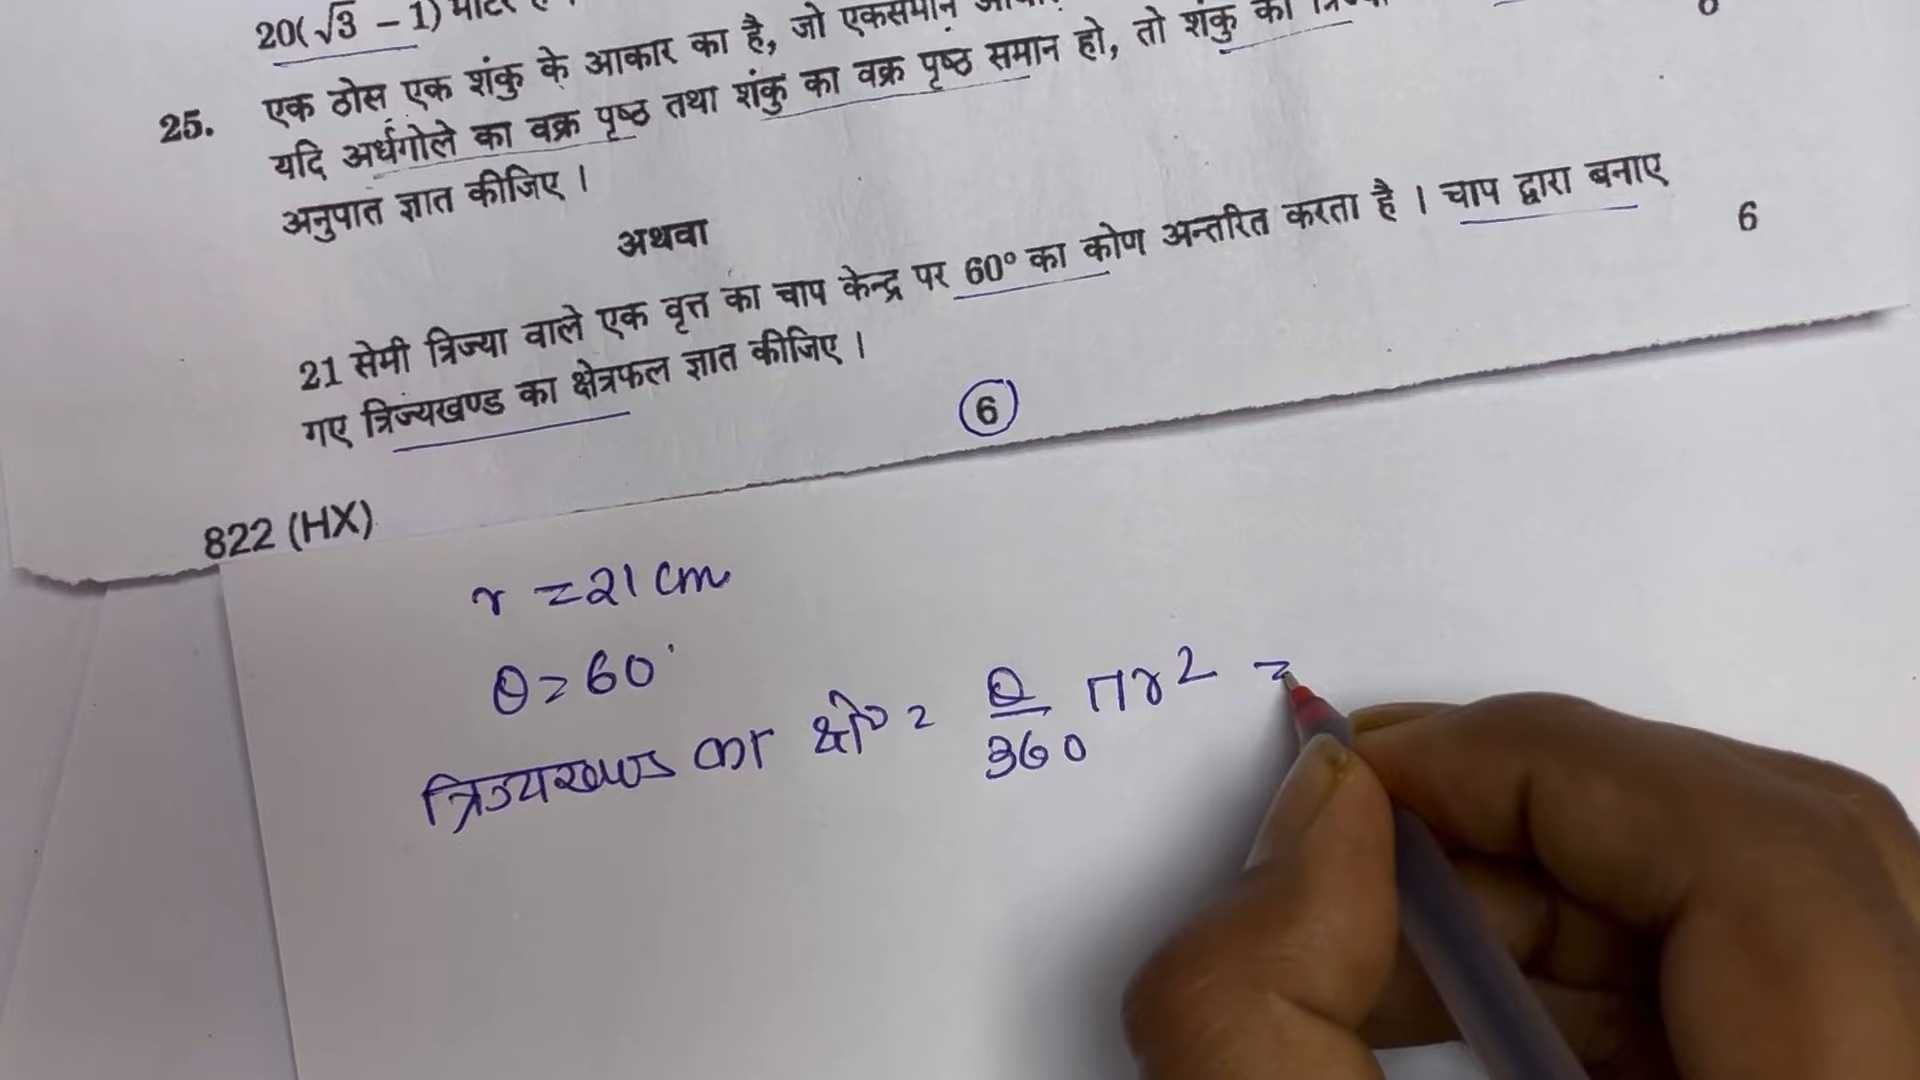 20(√3 − 1) मीटर
25. एक ठोस एक शंकु के आकार का है, जो एकसमान
यदि अर्धगोले का वक्र पृष्ठ तथा शंकु का वक्र पृष्ठ समान हो, तो शंकु की
अनुपात ज्ञात कीजिए ।
अथवा
21 सेमी त्रिज्या वाले एक वृत्त का चाप केन्द्र पर 60° का कोण अन्तरित करता है । चाप द्वारा बनाए
गए त्रिज्यखण्ड का क्षेत्रफल ज्ञात कीजिए ।
6
6
822 (HX)
r = 21 cm
θ = 60°
त्रिज्यखण्ड का क्षे० = θ/360 πr² =